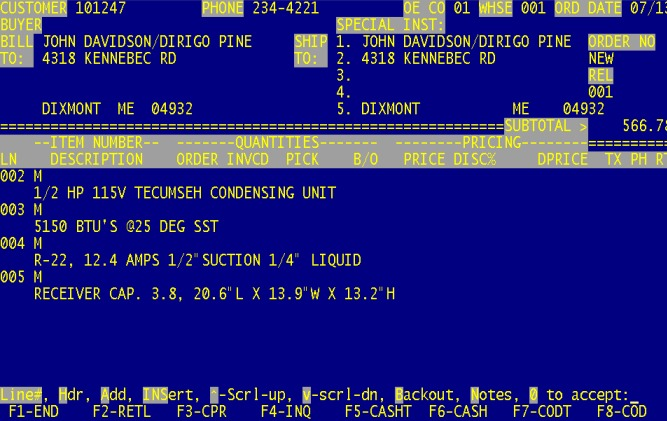 CUSTOMER 101247 PHONE 234-4221 OE CO 01 WHSE 001 ORD DATE 07/13
BUYER SPECIAL INST:
BILL JOHN DAVIDSON/DIRIGO PINE SHIP 1. JOHN DAVIDSON/DIRIGO PINE ORDER NO
TO: 4318 KENNEBEC RD TO: 2. 4318 KENNEBEC RD NEW
3. REL
4. 001
DIXMONT ME 04932 5. DIXMONT ME 04932
============================================================SUBTOTAL > 566.78
--ITEM NUMBER-- -------QUANTITIES------- --------PRICING--------==========
LN DESCRIPTION ORDER INVCD PICK B/O PRICE DISC% DPRICE TX PH RT
002 M
1/2 HP 115V TECUMSEH CONDENSING UNIT
003 M
5150 BTU'S @25 DEG SST
004 M
R-22, 12.4 AMPS 1/2"SUCTION 1/4" LIQUID
005 M
RECEIVER CAP. 3.8, 20.6"L X 13.9"W X 13.2"H
Line#, Hdr, Add, INSert, ^-Scrl-up, v-scrl-dn, Backout, Notes, 0 to accept:_
F1-END F2-RETL F3-CPR F4-INQ F5-CASHT F6-CASH F7-CODT F8-COD